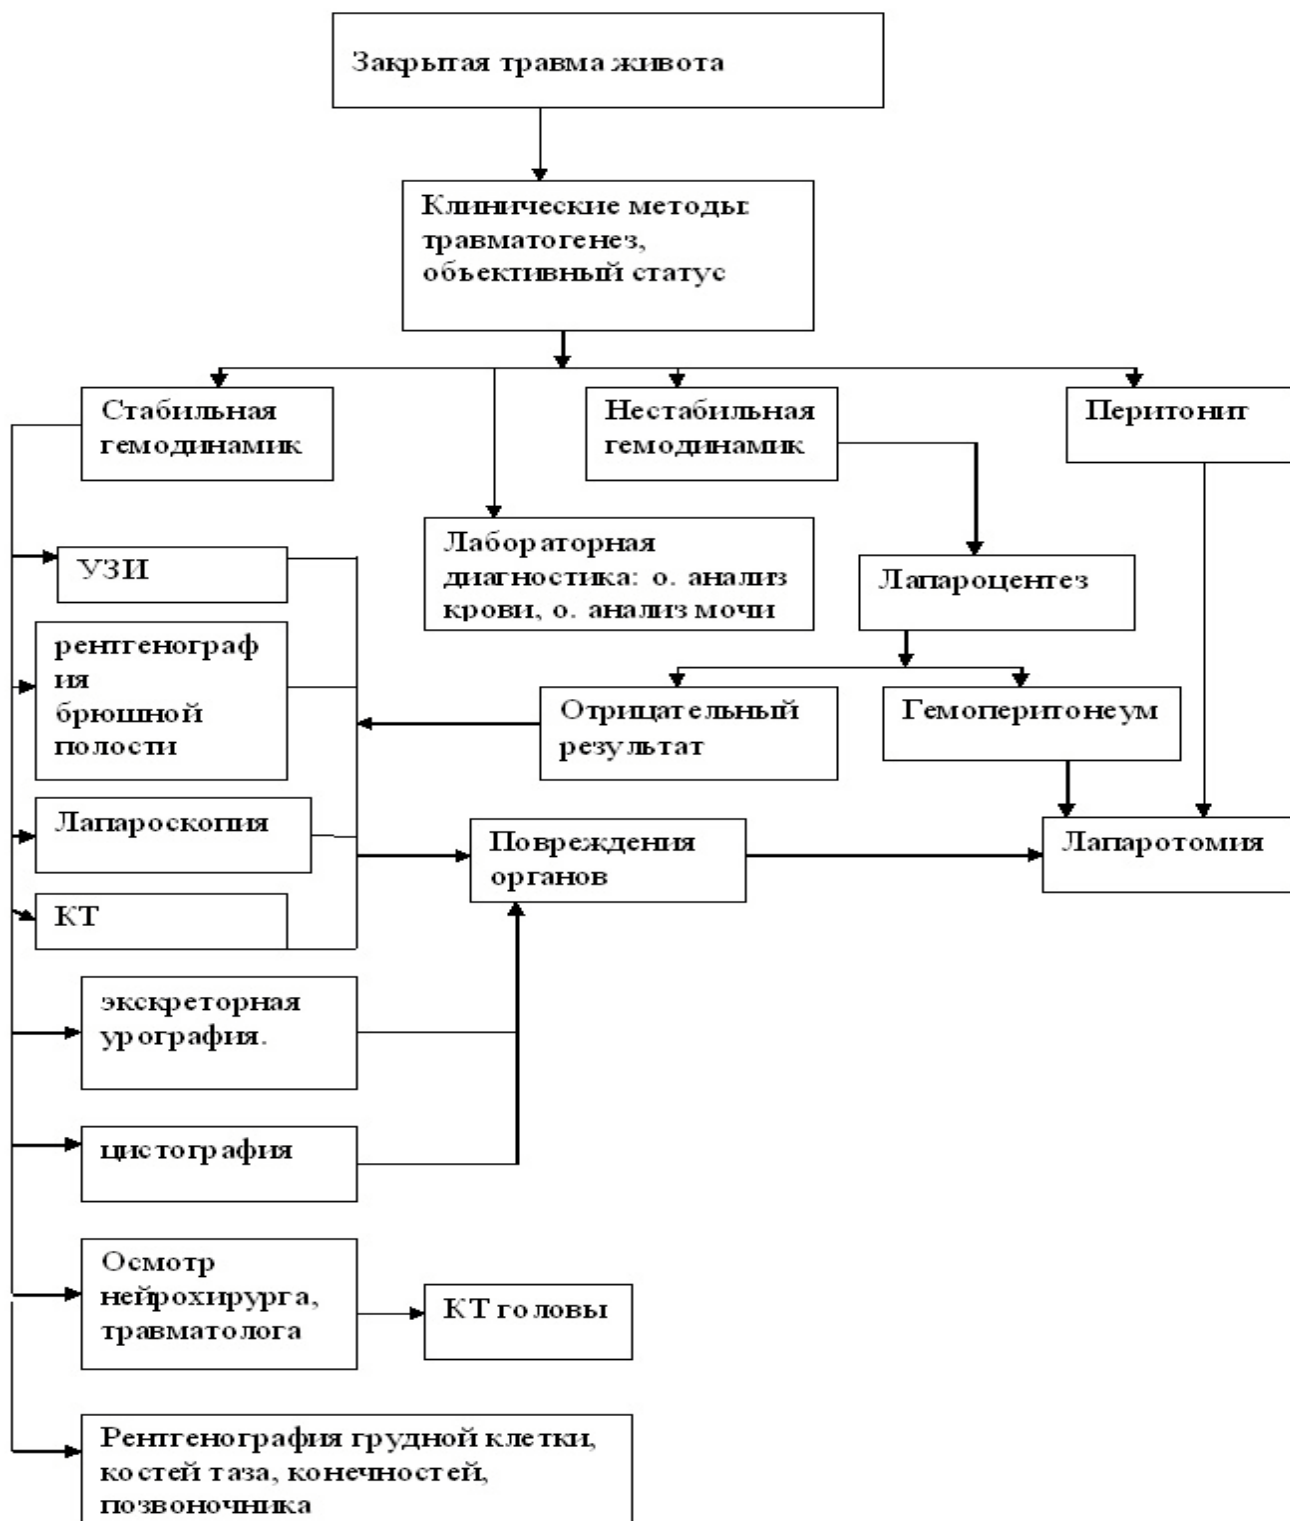 Закрытая травма живота
Клинические методы:
травматогенез,
обьективный статус
Стабильная
гемодинамик
Нестабильная
гемодинамик
Перитонит
Лабораторная
диагностика: о. анализ
крови, о. анализ мочи
УЗИ
Лапароцентез
рентгенограф
ия
брюшной
полости
Отрицательный
результат
Гемоперитонеум
Лапароскопия
Повреждения
органов
Лапаротомия
КТ
экскреторная
урография.
цистография
Осмотр
нейрохирурга,
травматолога
КТ головы
Рентгенография грудной клетки,
костей таза, конечностей,
позвоночника